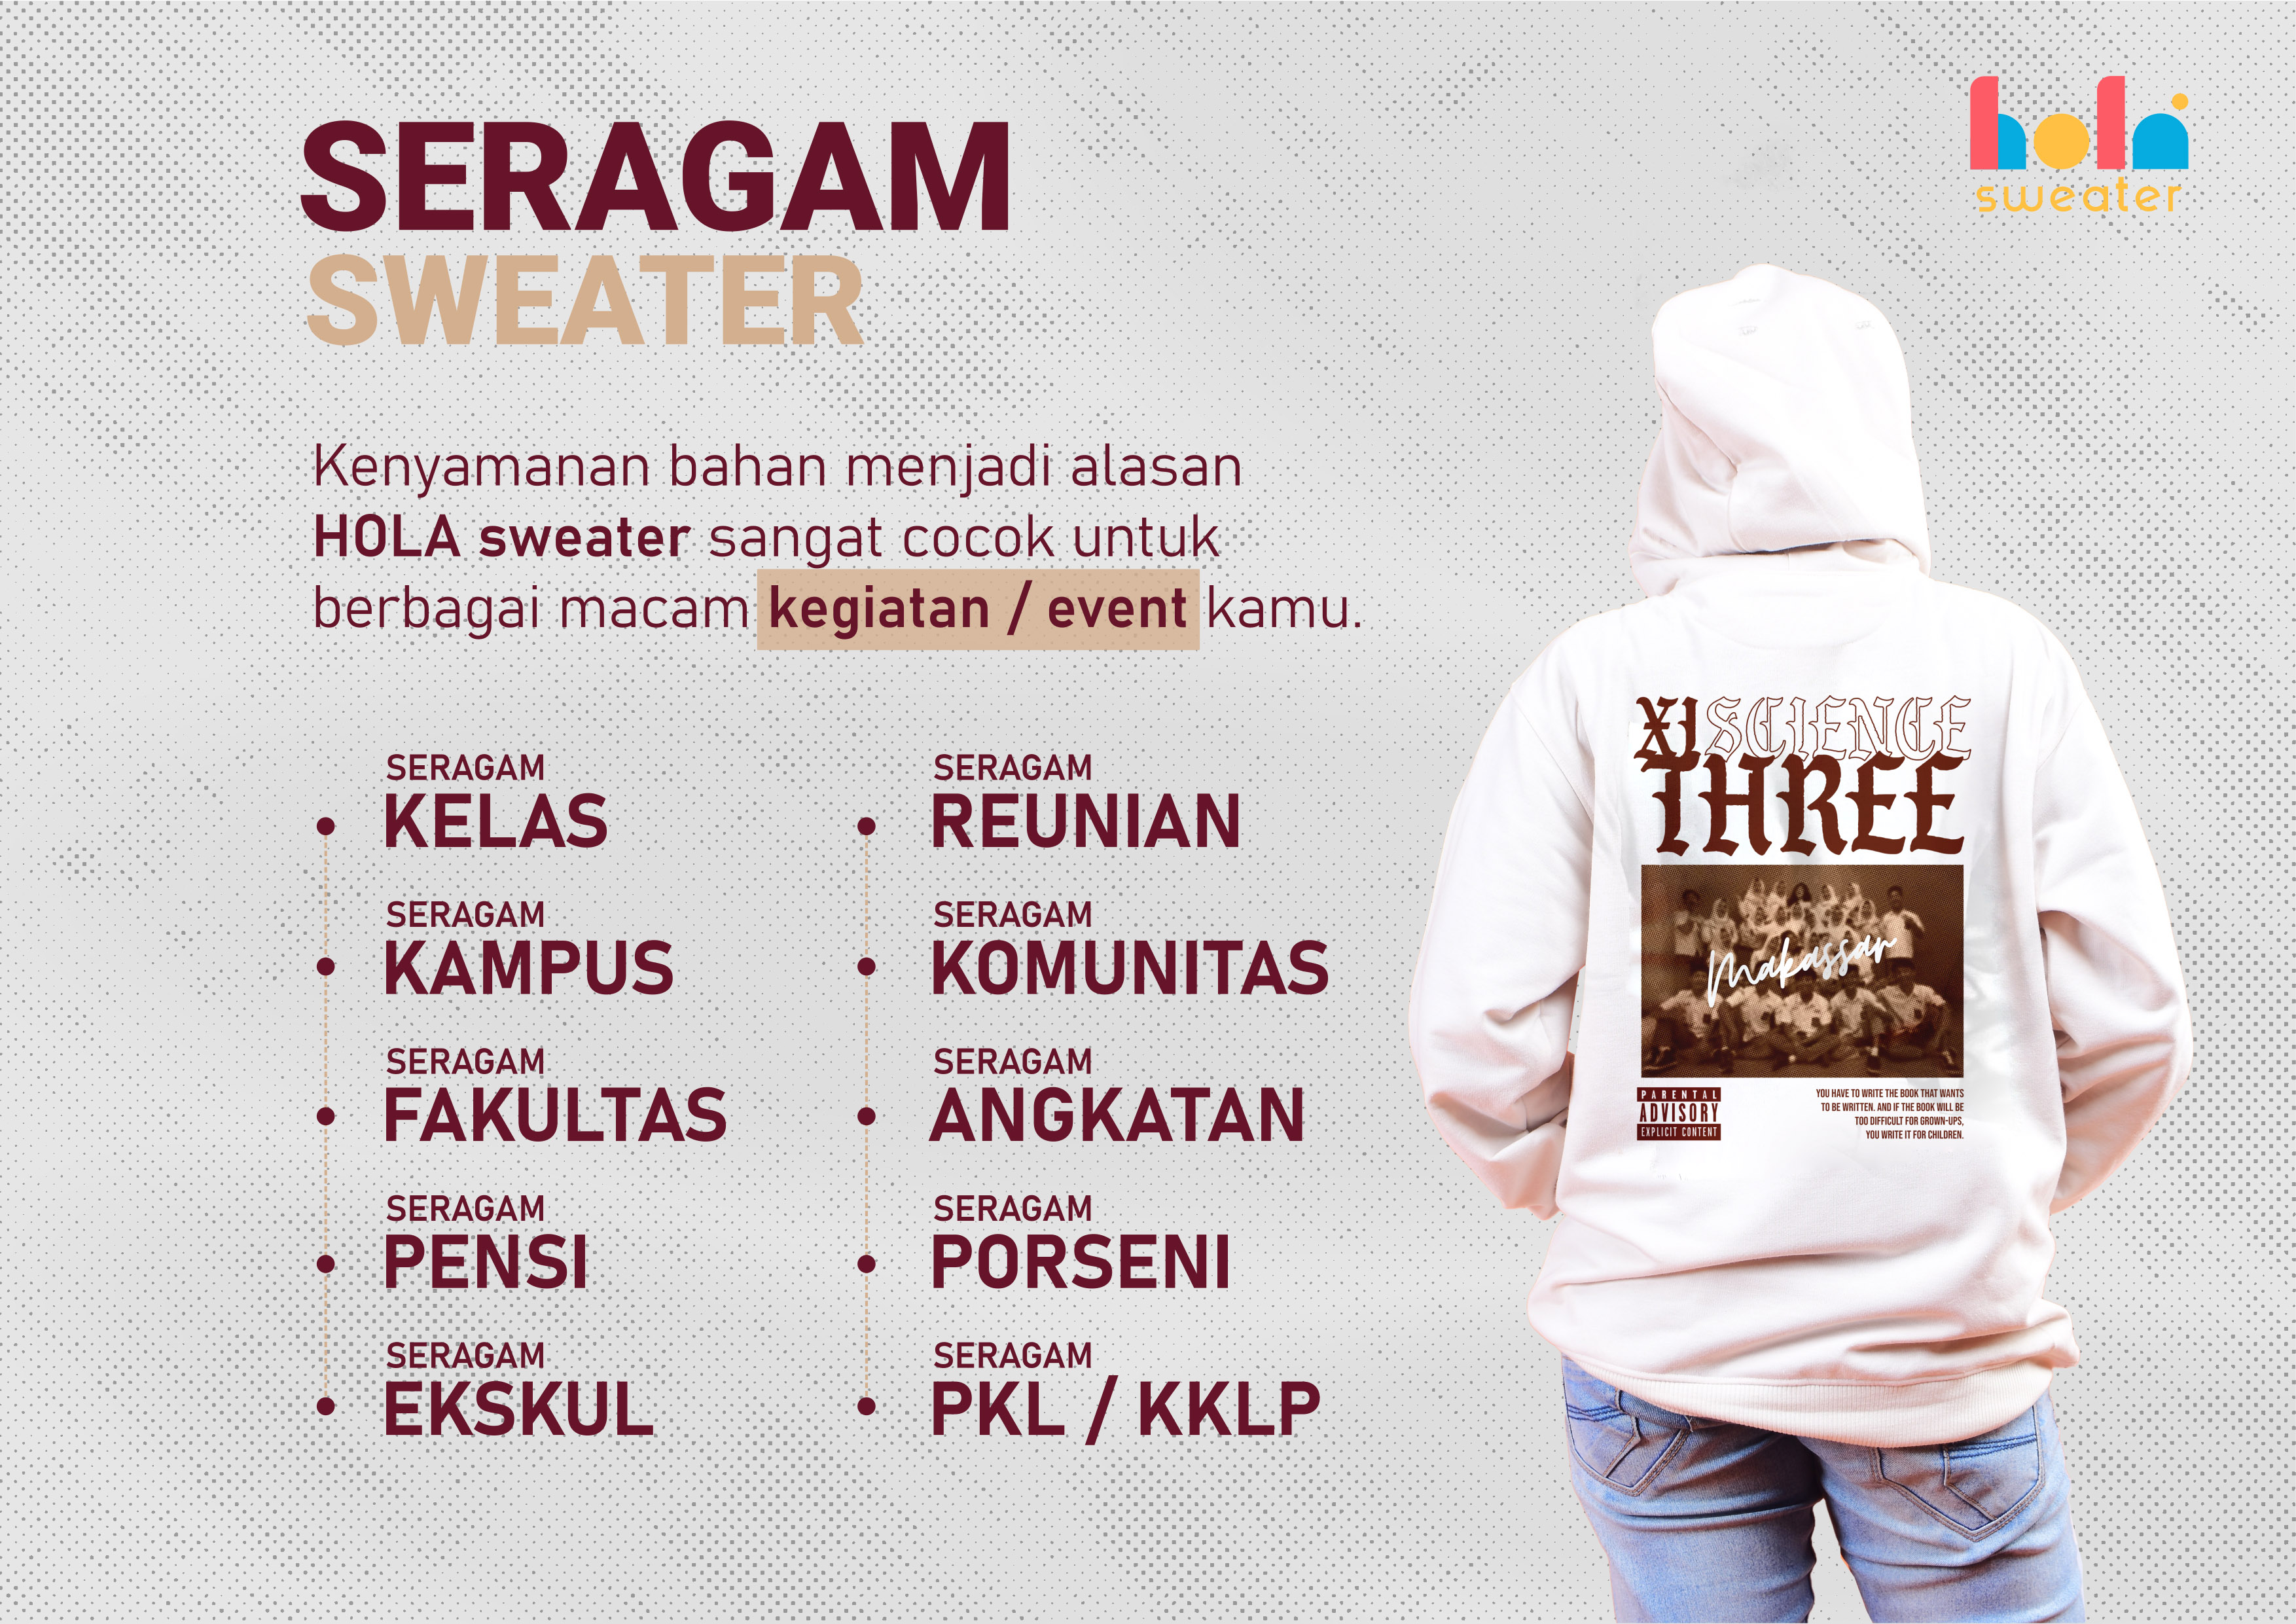 hola
sweater
SERAGAM
SWEATER
Kenyamanan bahan menjadi alasan
HOLA sweater sangat cocok untuk
berbagai macam kegiatan / event kamu.
SERAGAM
KELAS
SERAGAM
KAMPUS
SERAGAM
FAKULTAS
SERAGAM
PENSI
SERAGAM
EKSKUL
SERAGAM
REUNIAN
SERAGAM
KOMUNITAS
SERAGAM
ANGKATAN
SERAGAM
PORSENI
SERAGAM
PKL / KKLP
XI SCIENCE
THREE
Makassar
PARENTAL
ADVISORY
EXPLICIT CONTENT
YOU HAVE TO WRITE THE BOOK THAT WANTS
TO BE WRITTEN. AND IF THE BOOK WILL BE
TOO DIFFICULT FOR GROWN-UPS,
YOU WRITE IT FOR CHILDREN.